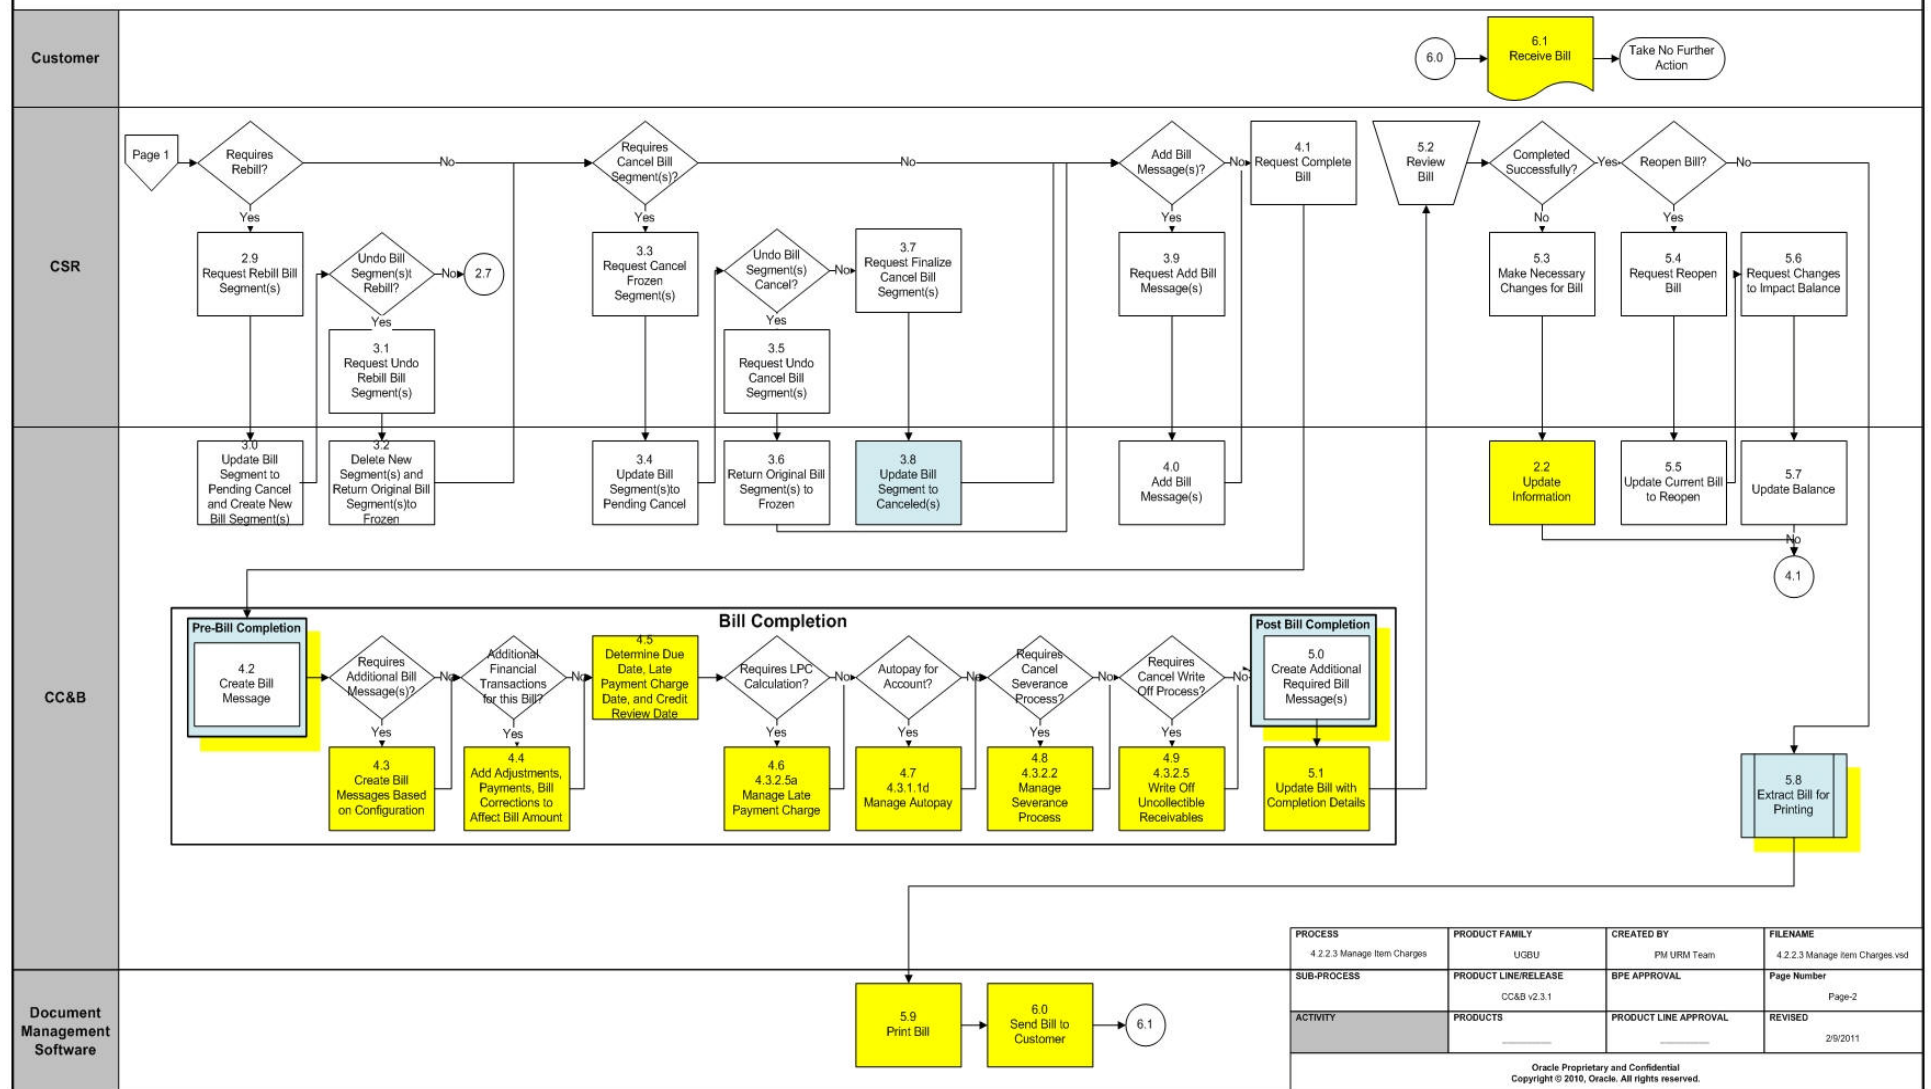 Customer
6.0
6.1
Receive Bill
Take No Further
Action
CSR
Page 1
Requires
Rebill?
No
Yes
2.9
Request Rebill Bill
Segment(s)
Undo Bill
Segmen(s)t
Rebill?
No
2.7
Yes
3.1
Request Undo
Rebill Bill
Segment(s)
Requires
Cancel Bill
Segment(s)?
No
Yes
3.3
Request Cancel
Frozen
Segment(s)
Undo Bill
Segment(s)
Cancel?
No
Yes
3.5
Request Undo
Cancel Bill
Segment(s)
3.7
Request Finalize
Cancel Bill
Segment(s)
Add Bill
Message(s)?
No
Yes
3.9
Request Add Bill
Message(s)
4.1
Request Complete
Bill
5.2
Review
Bill
Completed
Successfully?
Yes
No
5.3
Make Necessary
Changes for Bill
Reopen Bill?
No
Yes
5.4
Request Reopen
Bill
5.6
Request Changes
to Impact Balance
CC&B
3.0
Update Bill
Segment to
Pending Cancel
and Create New
Bill Segment(s)
3.2
Delete New
Segment(s) and
Return Original Bill
Segment(s)to
Frozen
3.4
Update Bill
Segment(s)to
Pending Cancel
3.6
Return Original Bill
Segment(s) to
Frozen
3.8
Update Bill
Segment to
Canceled(s)
4.0
Add Bill
Message(s)
2.2
Update
Information
5.5
Update Current Bill
to Reopen
5.7
Update Balance
No
4.1
Bill Completion
Pre-Bill Completion
4.2
Create Bill
Message
Requires
Additional Bill
Message(s)?
No
Yes
4.3
Create Bill
Messages Based
on Configuration
Additional
Financial
Transactions
for this Bill?
No
Yes
4.4
Add Adjustments,
Payments, Bill
Corrections to
Affect Bill Amount
4.5
Determine Due
Date, Late
Payment Charge
Date, and Credit
Review Date
Requires LPC
Calculation?
No
Yes
4.6
4.3.2.5a
Manage Late
Payment Charge
Autopay for
Account?
No
Yes
4.7
4.3.1.1d
Manage Autopay
Requires
Cancel
Severance
Process?
No
Yes
4.8
4.3.2.2
Manage
Severance
Process
Requires
Cancel Write
Off Process?
No
Yes
4.9
4.3.2.5
Write Off
Uncollectible
Receivables
Post Bill Completion
5.0
Create Additional
Required Bill
Message(s)
5.1
Update Bill with
Completion Details
5.8
Extract Bill for
Printing
Document
Management
Software
5.9
Print Bill
6.0
Send Bill to
Customer
6.1
PROCESS
4.2.2.3 Manage Item Charges
PRODUCT FAMILY
UGBU
CREATED BY
PM URM Team
FILENAME
4.2.2.3 Manage item Charges.vsd
SUB-PROCESS
PRODUCT LINE/RELEASE
CC&B v2.3.1
BPE APPROVAL
Page Number
Page-2
ACTIVITY
PRODUCTS
PRODUCT LINE APPROVAL
REVISED
2/9/2011
Oracle Proprietary and Confidential
Copyright © 2010, Oracle. All rights reserved.